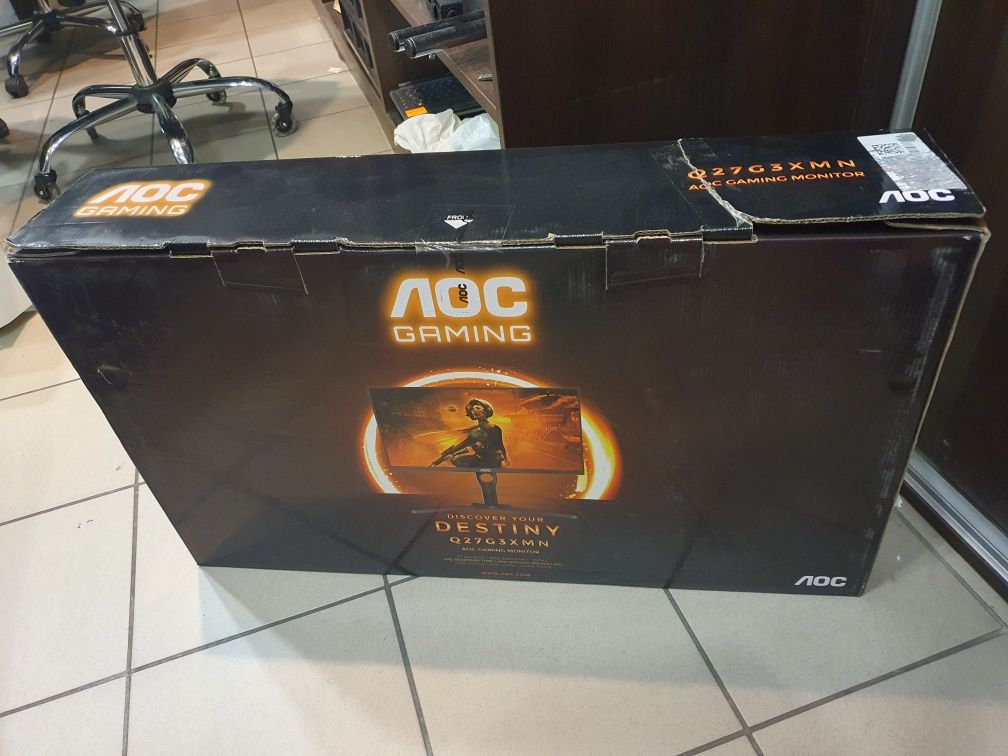 AOC
GAMING
Q27G3XMN
AOC GAMING MONITOR
AOC
FRONT
AOC
AOC
GAMING
AOC
DISCOVER YOUR
DESTINY
Q27G3XMN
AOC GAMING MONITOR
WWW.AOC.COM
AOC